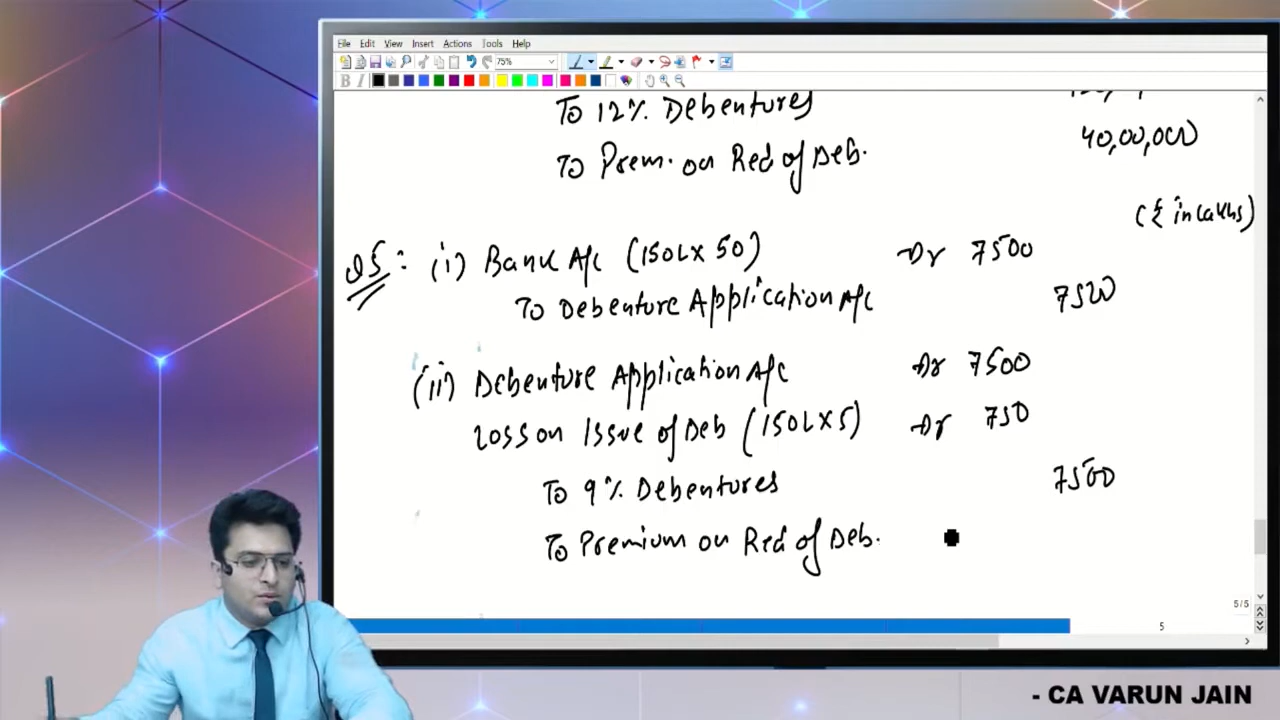 File Edit View Insert Actions Tools Help
75%
B I
To 12% Debentures
To Prem. on Red of Deb. 40,00,000
(₹ in Lakhs)
Q5: (i) Bank A/c (150L x 50) Dr 7500
To Debenture Application A/c 7500
(ii) Debenture Application A/c Dr 7500
Loss on Issue of Deb (150L x 5) Dr 750
To 9% Debentures 7500
To Premium on Red of Deb.
5/5
5
- CA VARUN JAIN